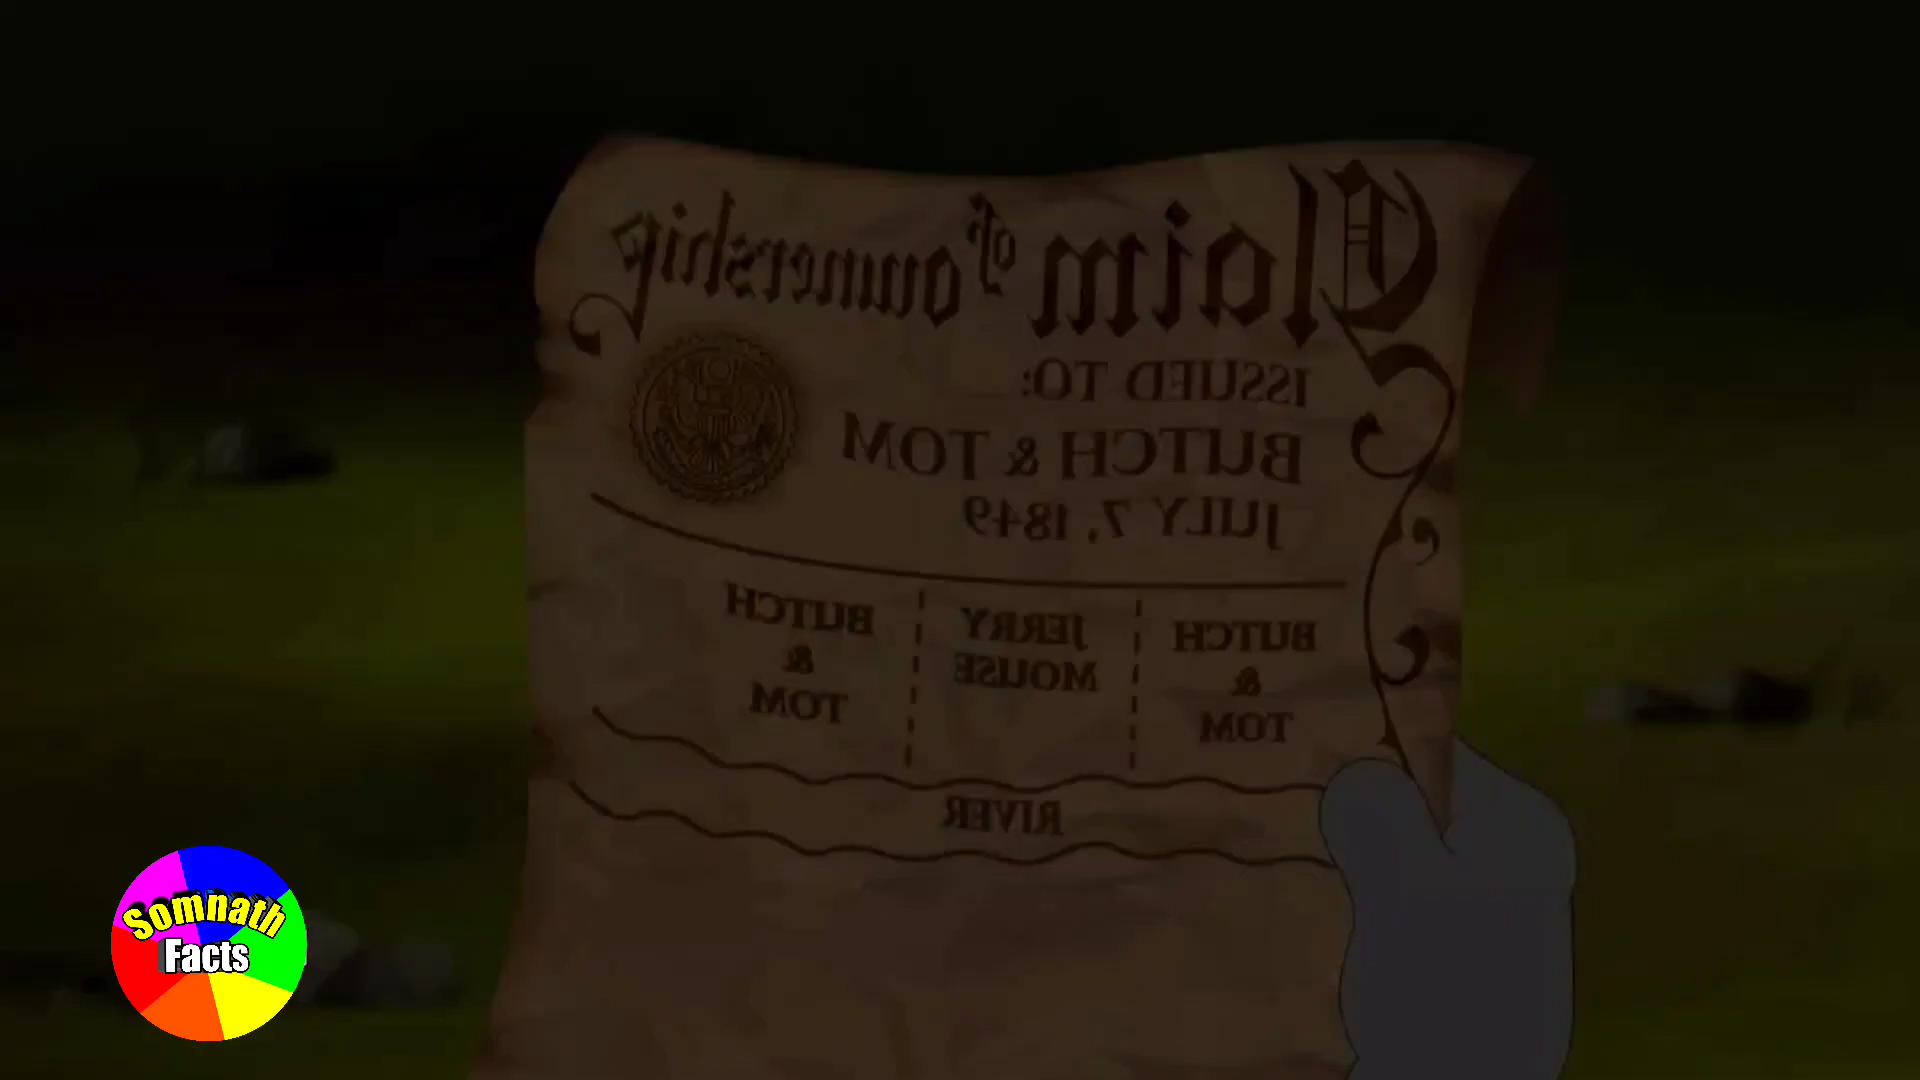 Claim of ownership
ISSUED TO:
BUTCH & TOM
JULY 7, 1849
BUTCH
&
TOM
JERRY
MOUSE
BUTCH
&
TOM
RIVER
Somnath
Facts